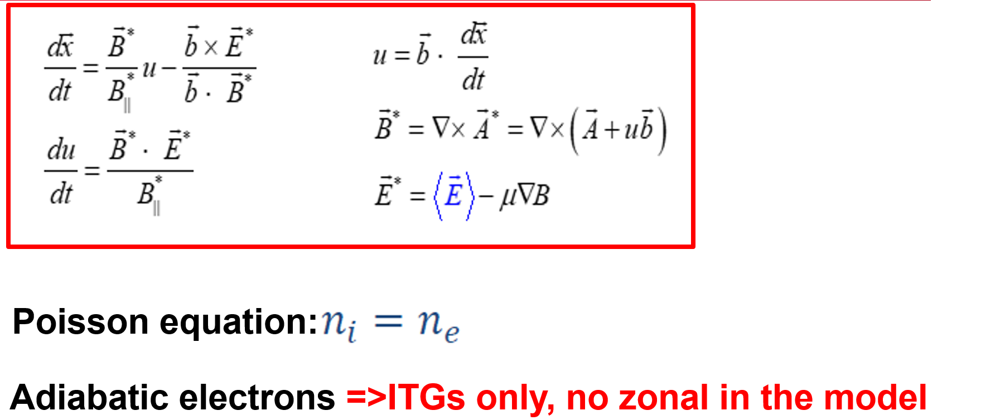 dx⃗/dt = B⃗*/B*_|| u − b⃗ × E⃗*/b⃗ · B⃗*
du/dt = B⃗* · E⃗*/B*_||
u = b⃗ · dx⃗/dt
B⃗* = ∇× A⃗* = ∇×(A⃗+ub⃗)
E⃗* = ⟨E⃗⟩− μ∇B
Poisson equation: n_i = n_e
Adiabatic electrons =>ITGs only, no zonal in the model